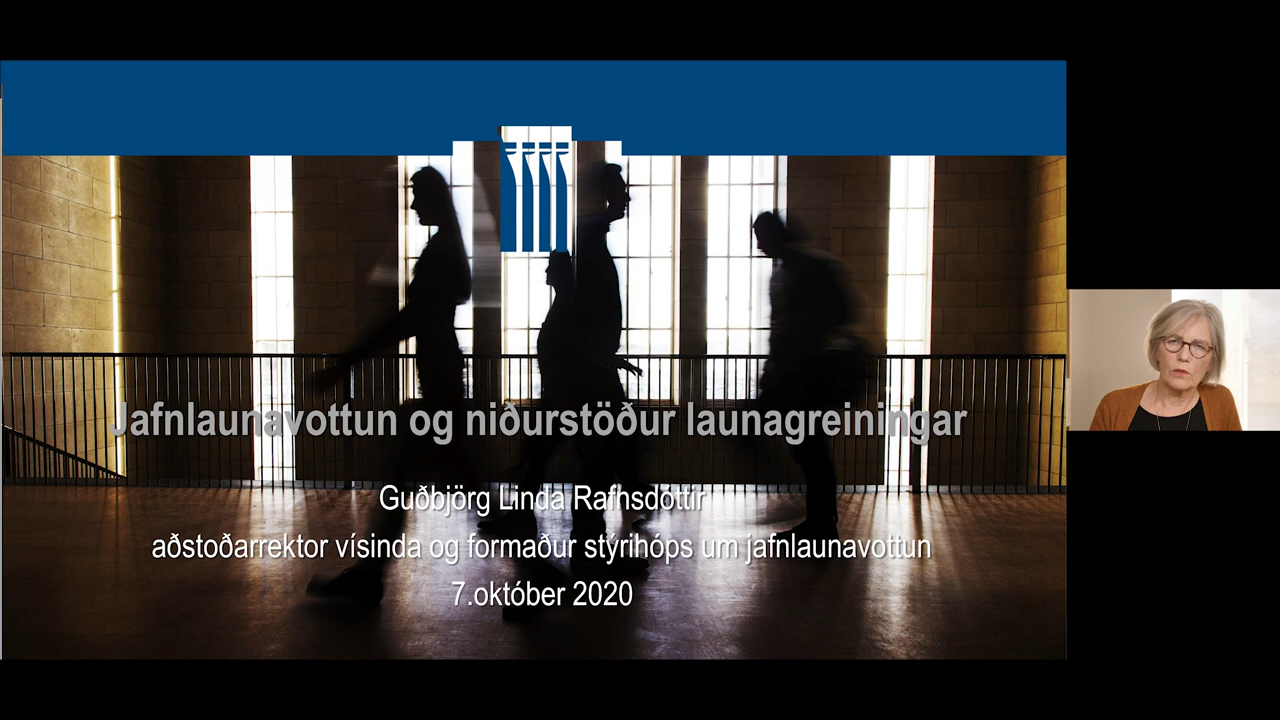 Jafnlaunavottun og niðurstöður launagreiningar
Guðbjörg Linda Rafnsdóttir
aðstoðarrektor vísinda og formaður stýrihóps um jafnlaunavottun
7.október 2020